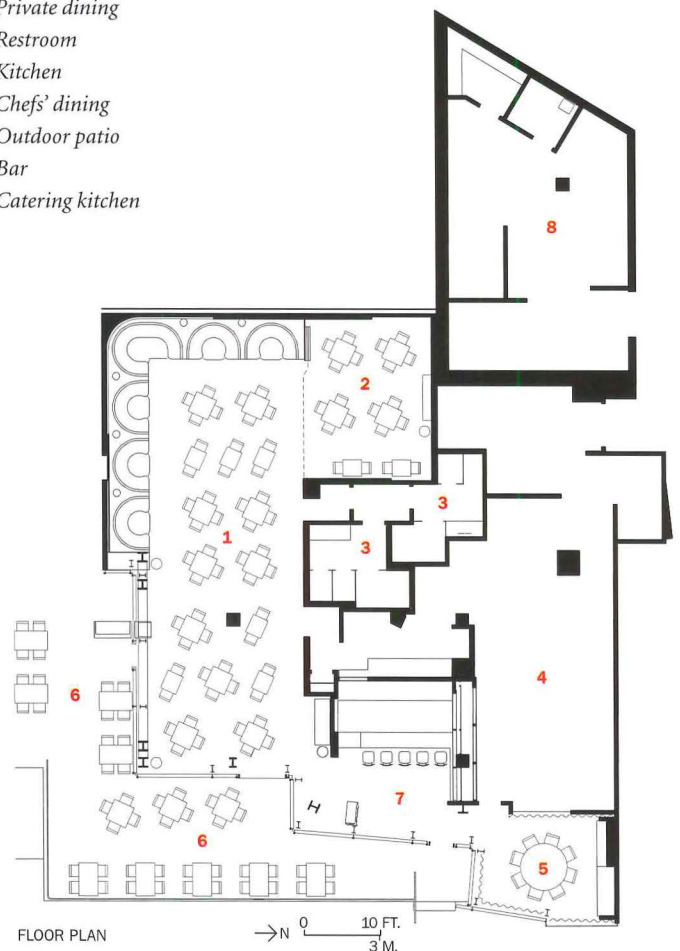 Private dining
Restroom
Kitchen
Chefs' dining
Outdoor patio
Bar
Catering kitchen
8
2
3
3
1
4
6
7
6
5
FLOOR PLAN
N
0 10 FT.
3 M.